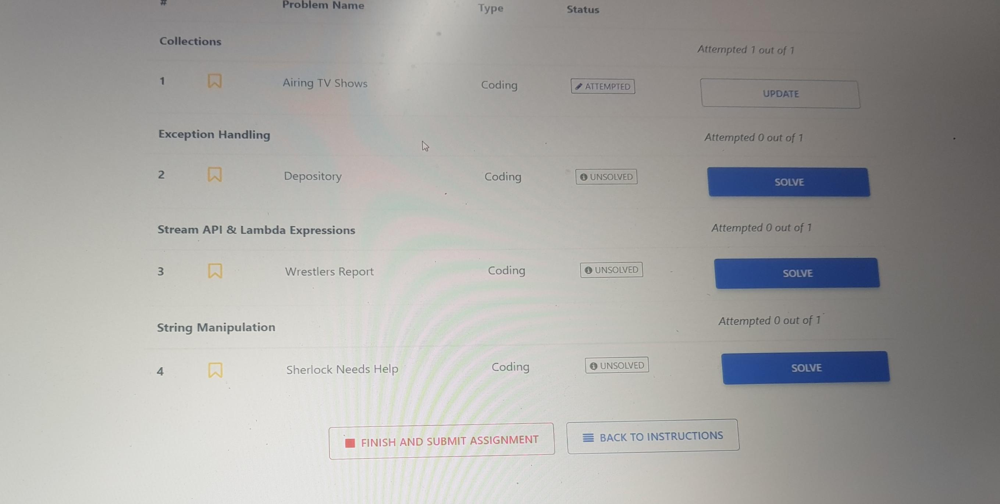 # Problem Name Type Status
Collections
Attempted 1 out of 1
1 Airing TV Shows Coding ATTEMPTED UPDATE
Exception Handling Attempted 0 out of 1
2 Depository Coding UNSOLVED SOLVE
Stream API & Lambda Expressions Attempted 0 out of 1
3 Wrestlers Report Coding UNSOLVED SOLVE
String Manipulation Attempted 0 out of 1
4 Sherlock Needs Help Coding UNSOLVED SOLVE
FINISH AND SUBMIT ASSIGNMENT BACK TO INSTRUCTIONS